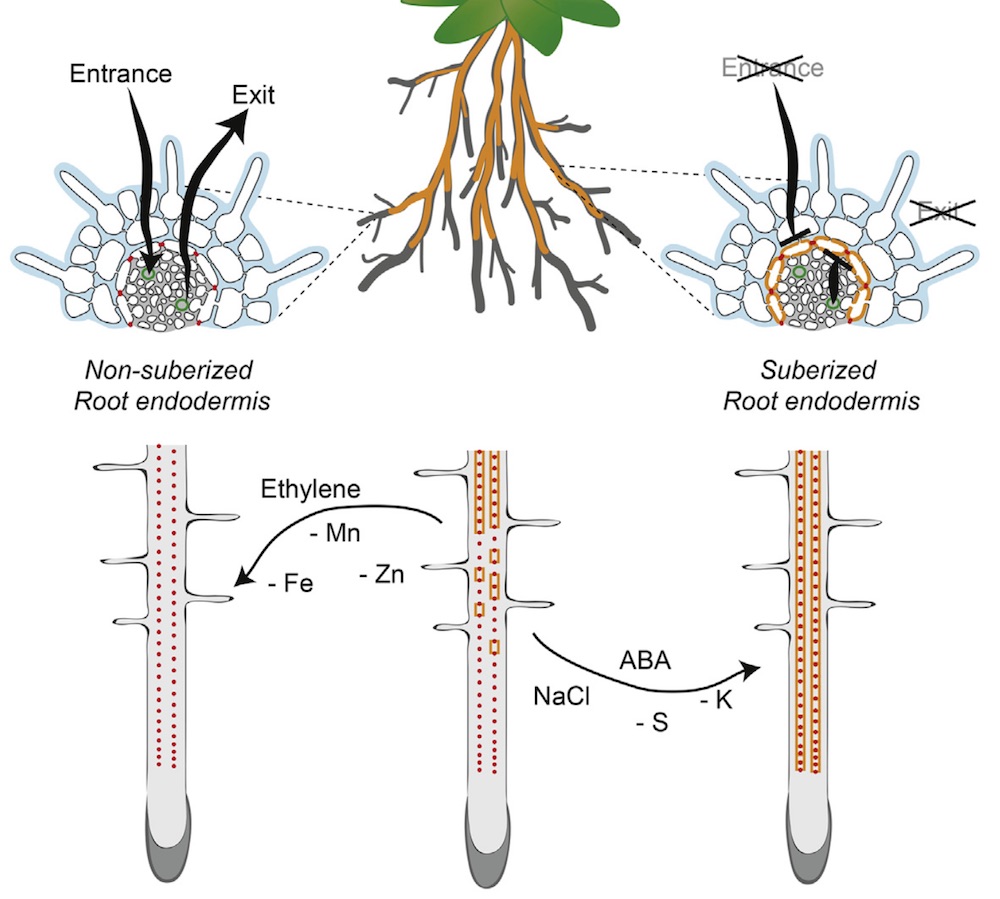 Entrance
Exit
Entrance
Exit
Non-suberized
Root endodermis
Suberized
Root endodermis
Ethylene
- Mn
- Fe
- Zn
ABA
NaCl
- K
- S